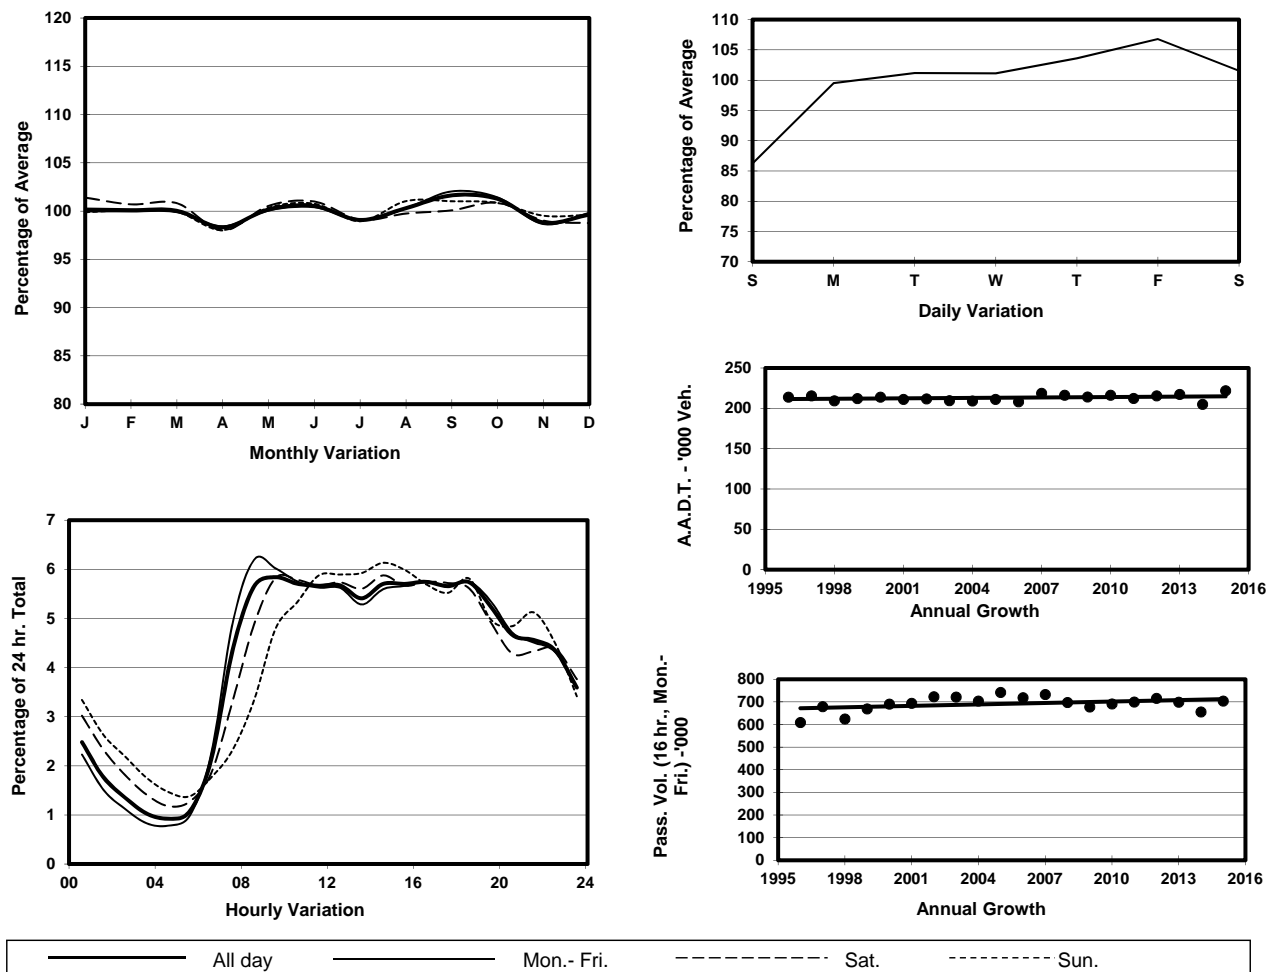 120
115
110
105
100
95
90
85
80
Percentage of Average
J F M A M J J A S O N D
Monthly Variation
110
105
100
95
90
85
80
75
70
Percentage of Average
S M T W T F S
Daily Variation
250
200
150
100
50
0
A.A.D.T. - '000 Veh.
1995 1998 2001 2004 2007 2010 2013 2016
Annual Growth
7
6
5
4
3
2
1
0
Percentage of 24 hr. Total
00 04 08 12 16 20 24
Hourly Variation
800
700
600
500
400
300
200
100
0
Pass. Vol. (16 hr., Mon.-
Fri.) -'000
1995 1998 2001 2004 2007 2010 2013 2016
Annual Growth
All day Mon.- Fri. Sat. Sun.